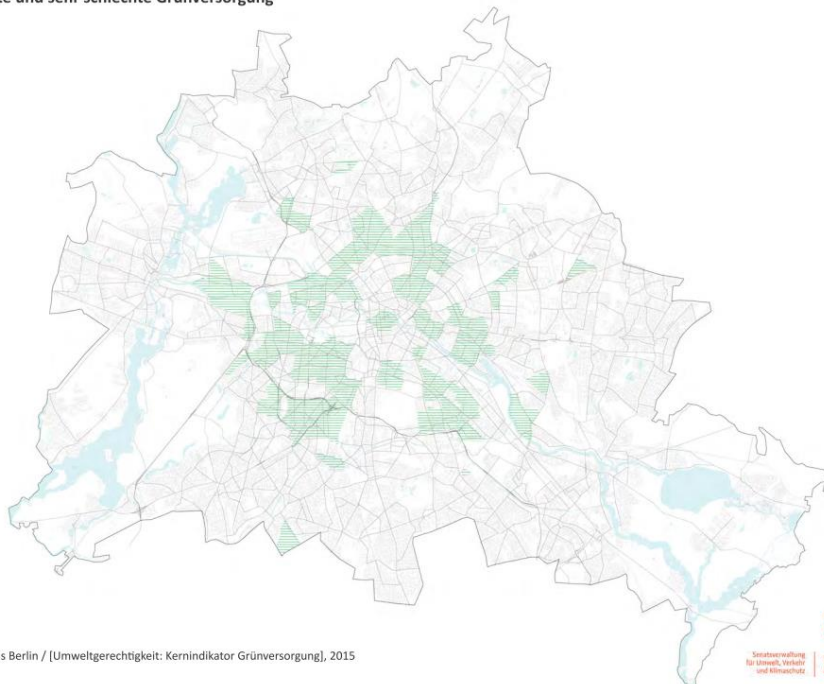 und sehr schlechte Grünversorgung
s Berlin / [Umweltgerechtigkeit: Kernindikator Grünversorgung], 2015
Senatsverwaltung
für Umwelt, Verkehr
und Klimaschutz